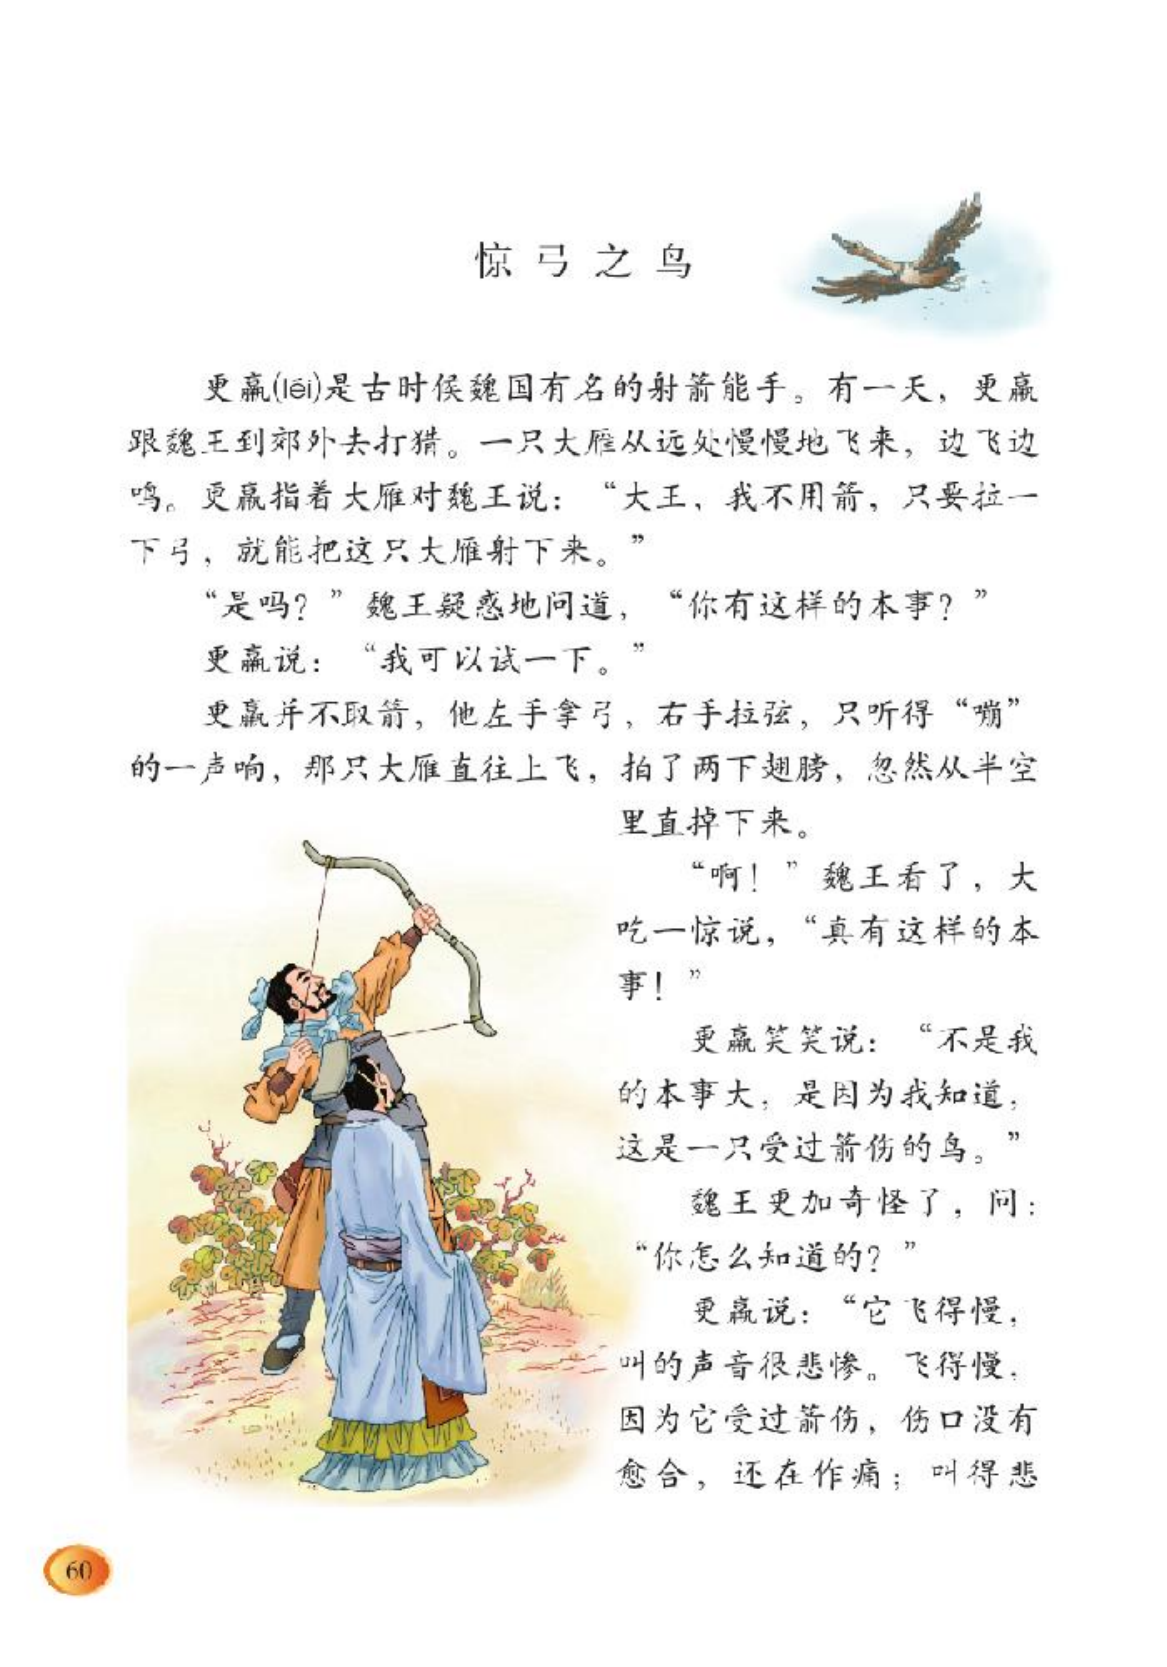 惊弓之鸟
更羸(léi)是古时候魏国有名的射箭能手。有一天，更羸
跟魏王到郊外去打猎。一只大雁从远处慢慢地飞来，边飞边
鸣。更羸指着大雁对魏王说：“大王，我不用箭，只要拉一
下弓，就能把这只大雁射下来。”
“是吗？”魏王疑惑地问道，“你有这样的本事？”
更羸说：“我可以试一下。”
更羸并不取箭，他左手拿弓，右手拉弦，只听得“嘣”
的一声响，那只大雁直往上飞，拍了两下翅膀，忽然从半空
里直掉下来。
“啊！”魏王看了，大
吃一惊说，“真有这样的本
事！”
更羸笑笑说：“不是我
的本事大，是因为我知道，
这是一只受过箭伤的鸟。”
魏王更加奇怪了，问：
“你怎么知道的？”
更羸说：“它飞得慢，
叫的声音很悲惨。飞得慢，
因为它受过箭伤，伤口没有
愈合，还在作痛；叫得悲
60